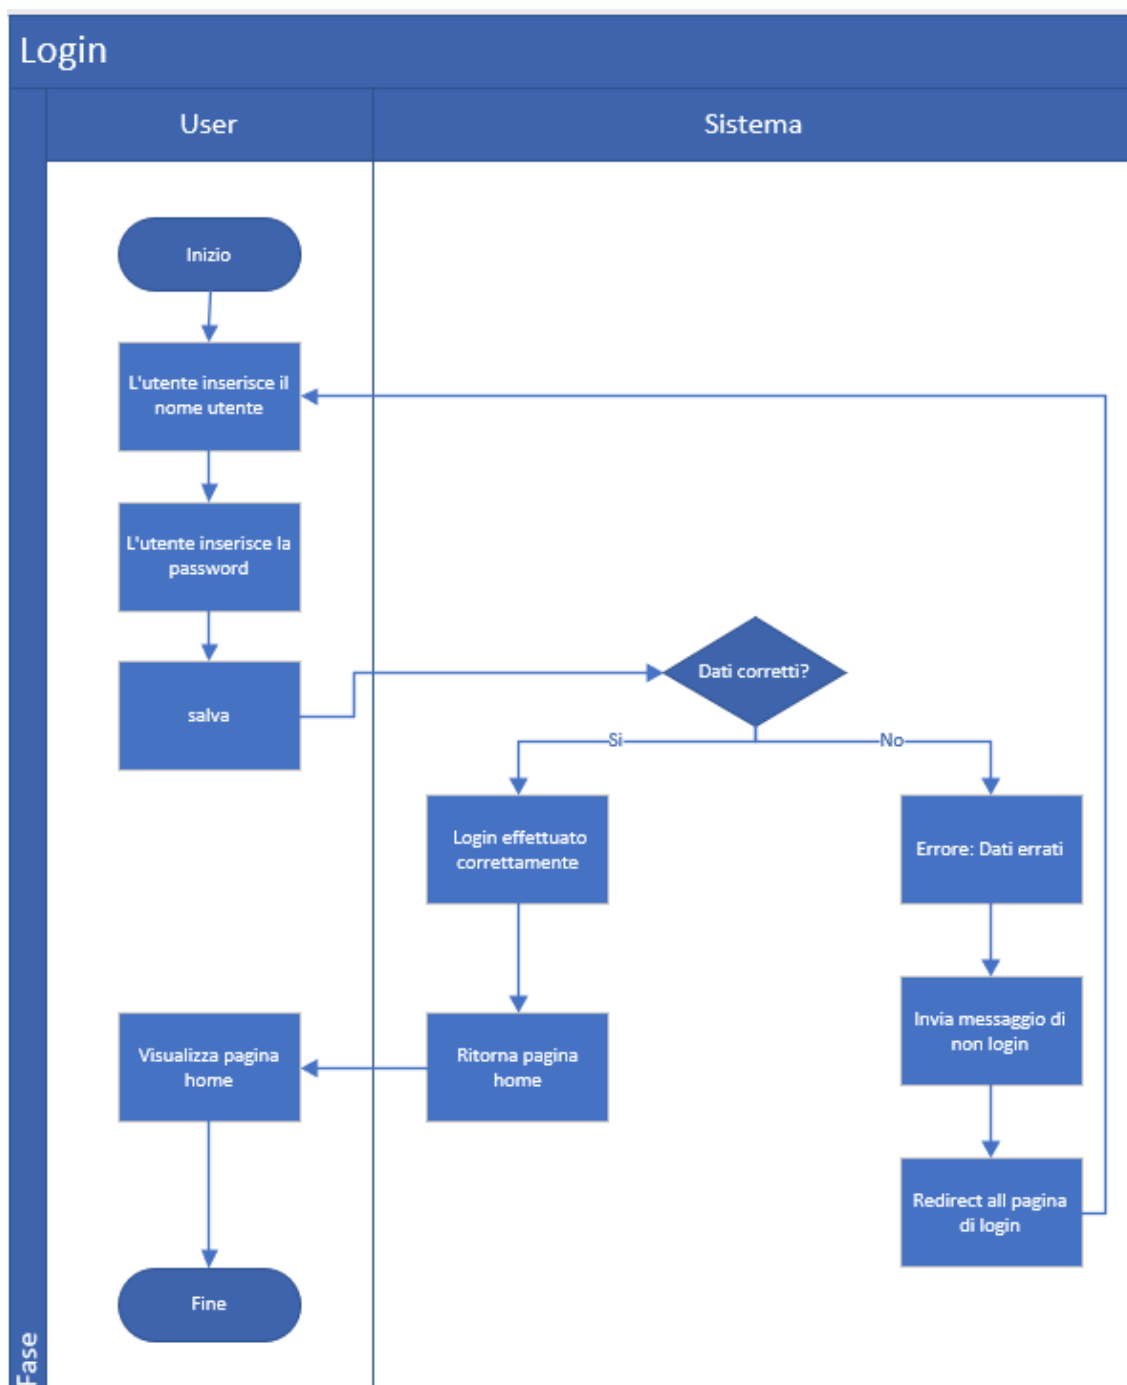 Login
User
Sistema
Inizio
L'utente inserisce il
nome utente
L'utente inserisce la
password
salva
Dati corretti?
Si
No
Login effettuato
correttamente
Errore: Dati errati
Invia messaggio di
non login
Visualizza pagina
home
Ritorna pagina
home
Redirect all pagina
di login
Fine
Fase